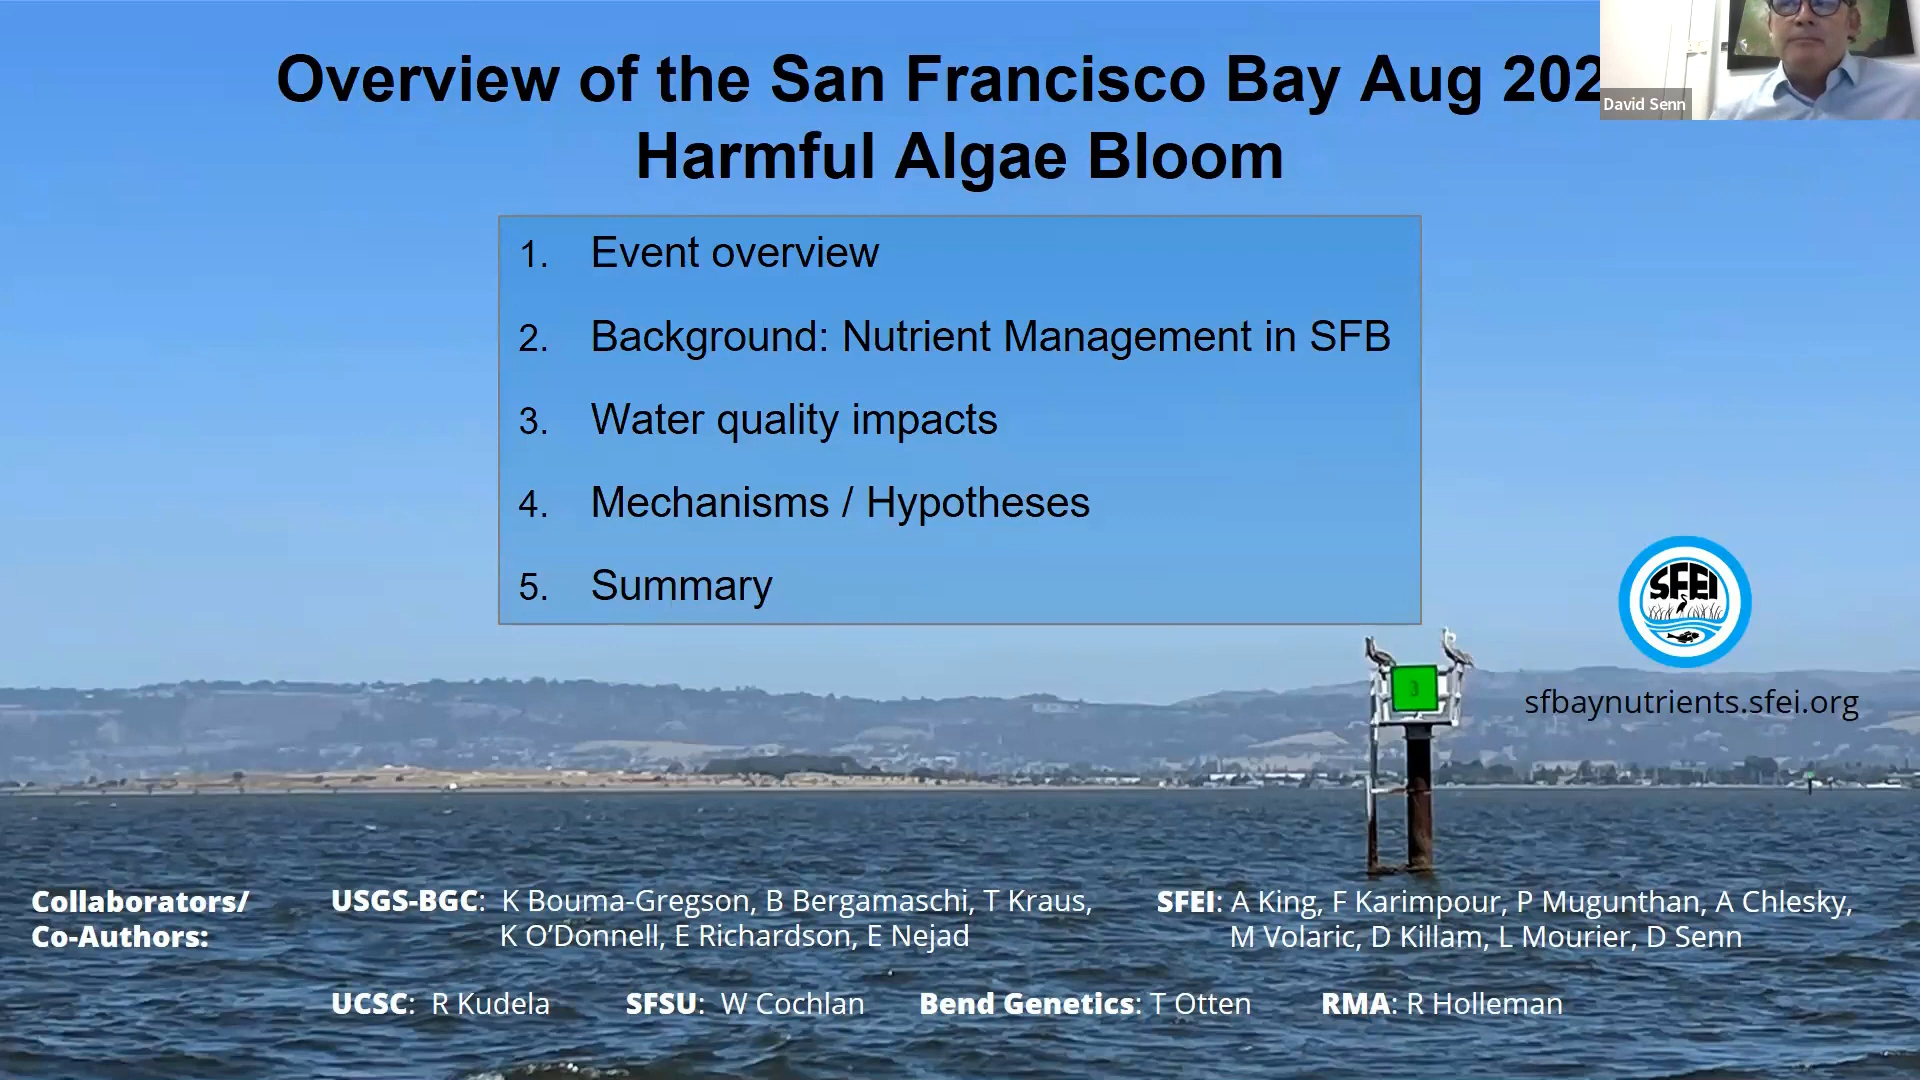 Overview of the San Francisco Bay Aug 202
Harmful Algae Bloom
David Senn
1. Event overview
2. Background: Nutrient Management in SFB
3. Water quality impacts
4. Mechanisms / Hypotheses
5. Summary
SFEI
3
sfbaynutrients.sfei.org
Collaborators/
Co-Authors:
USGS-BGC: K Bouma-Gregson, B Bergamaschi, T Kraus,
K O’Donnell, E Richardson, E Nejad
SFEI: A King, F Karimpour, P Mugunthan, A Chlesky,
M Volaric, D Killam, L Mourier, D Senn
UCSC: R Kudela SFSU: W Cochlan Bend Genetics: T Otten RMA: R Holleman